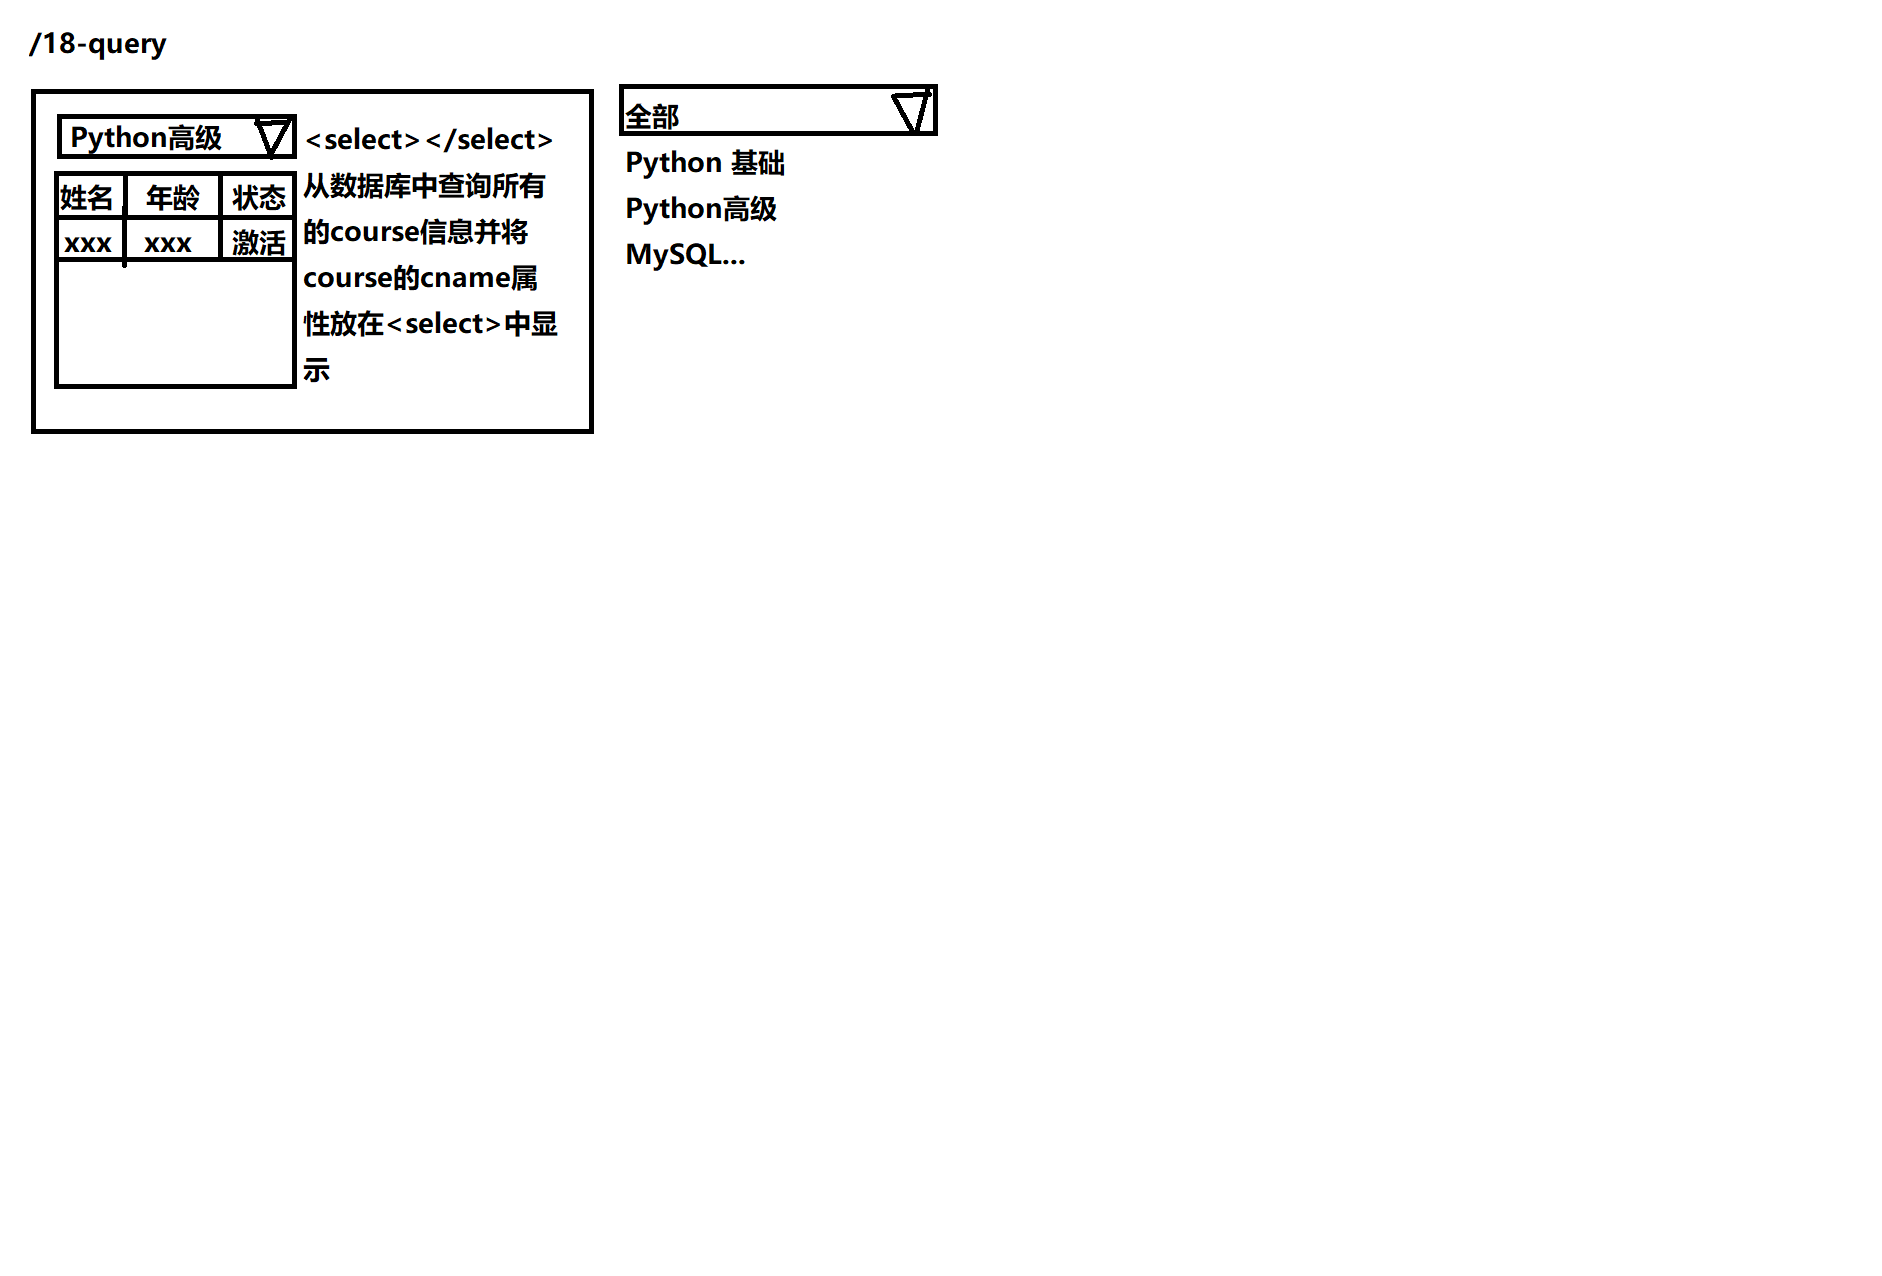 /18-query
Python高级
<select></select>
从数据库中查询所有
的course信息并将
course的cname属
性放在<select>中显
示
姓名 年龄 状态
xxx xxx 激活
全部
Python 基础
Python高级
MySQL...